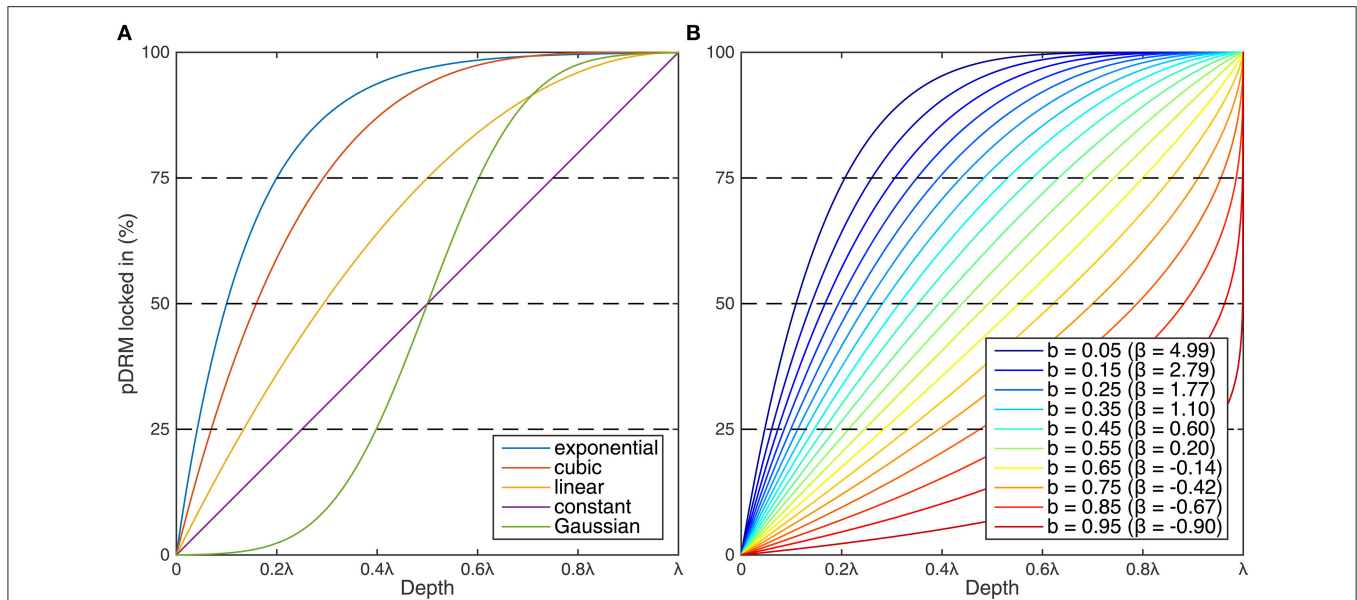 A
B
pDRM locked in (%)
100
75
50
25
0
exponential
cubic
linear
constant
Gaussian
0
0.2λ
0.4λ
0.6λ
0.8λ
λ
Depth
100
75
50
25
0
b = 0.05 (β = 4.99)
b = 0.15 (β = 2.79)
b = 0.25 (β = 1.77)
b = 0.35 (β = 1.10)
b = 0.45 (β = 0.60)
b = 0.55 (β = 0.20)
b = 0.65 (β = -0.14)
b = 0.75 (β = -0.42)
b = 0.85 (β = -0.67)
b = 0.95 (β = -0.90)
0
0.2λ
0.4λ
0.6λ
0.8λ
λ
Depth